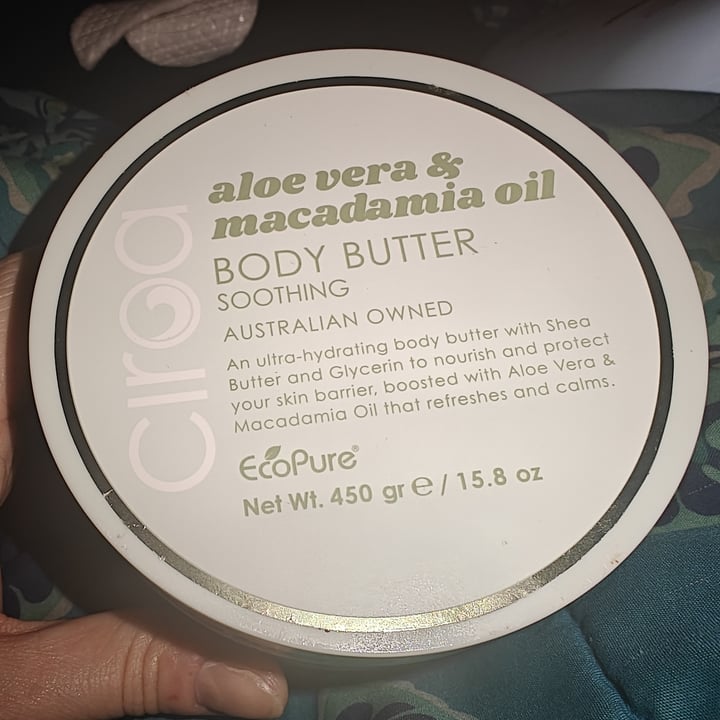 aloe vera &
macadamia oil
BODY BUTTER
SOOTHING
AUSTRALIAN OWNED
An ultra-hydrating body butter with Shea
Butter and Glycerin to nourish and protect
your skin barrier, boosted with Aloe Vera &
Macadamia Oil that refreshes and calms.
EcoPure®
Net Wt. 450 gr ℮ / 15.8 oz
ciroa